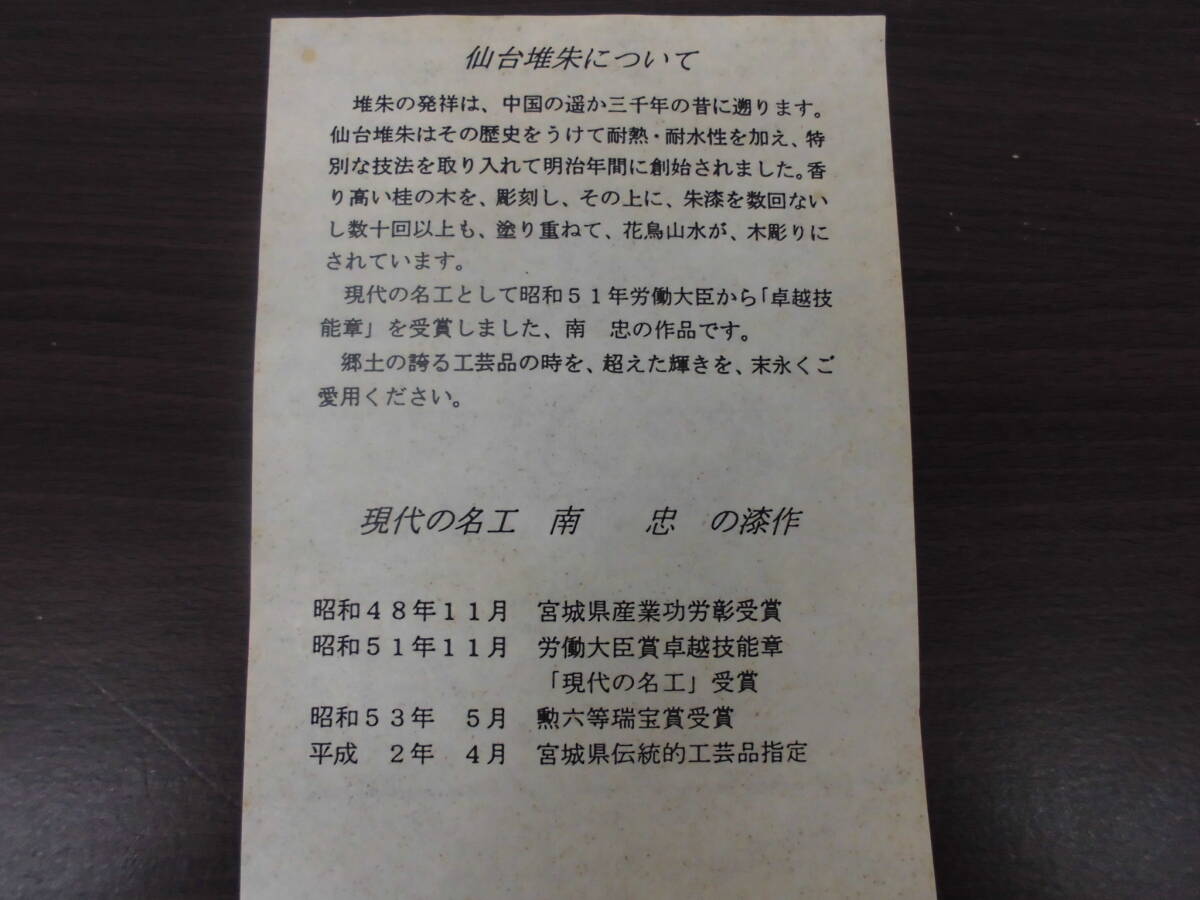 仙台堆朱について
堆朱の発祥は、中国の遥か三千年の昔に遡ります。
仙台堆朱はその歴史をうけて耐熱・耐水性を加え、特
別な技法を取り入れて明治年間に創始されました。香
り高い桂の木を、彫刻し、その上に、朱漆を数回ない
し数十回以上も、塗り重ねて、花鳥山水が、木彫りに
されています。
現代の名工として昭和51年労働大臣から「卓越技
能章」を受賞しました、南 忠の作品です。
郷土の誇る工芸品の時を、超えた輝きを、末永くご
愛用ください。
現代の名工 南 忠 の漆作
昭和48年11月 宮城県産業功労彰受賞
昭和51年11月 労働大臣賞卓越技能章
「現代の名工」受賞
昭和53年 5月 勲六等瑞宝賞受賞
平成 2年 4月 宮城県伝統的工芸品指定